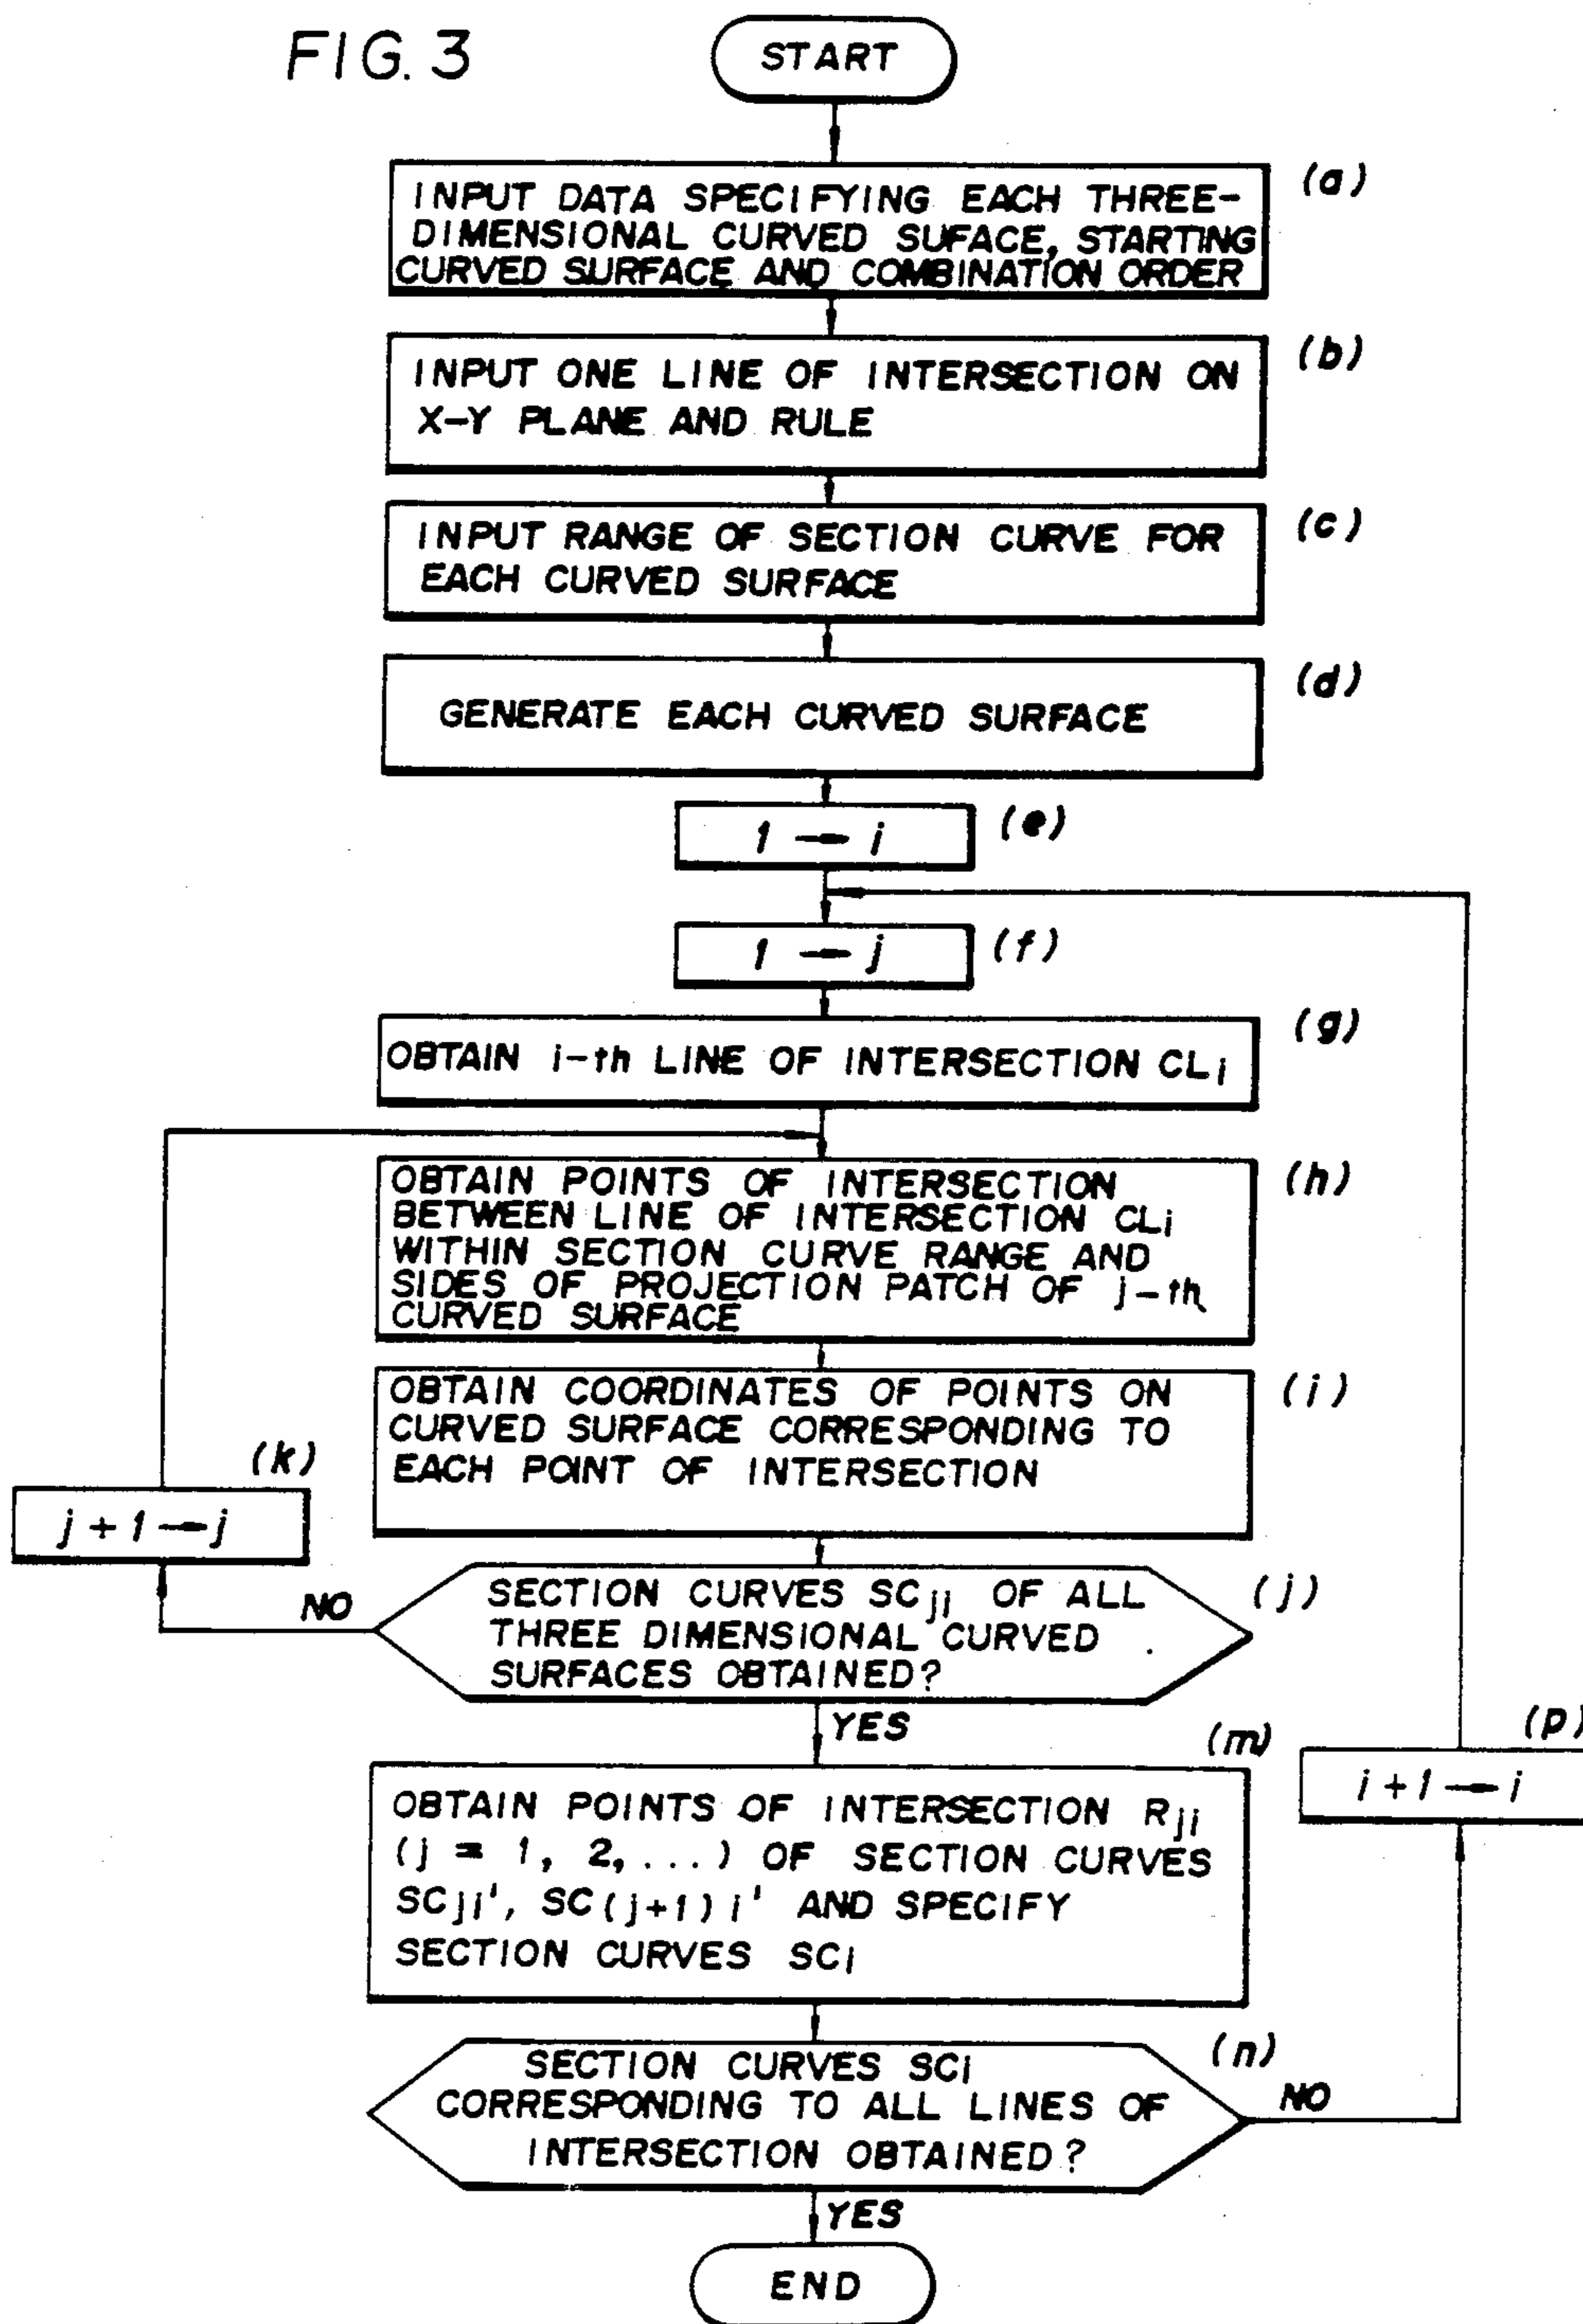 FIG. 3
START
(a)
INPUT DATA SPECIFYING EACH THREE-
DIMENSIONAL CURVED SUFACE, STARTING
CURVED SURFACE AND COMBINATION ORDER
(b)
INPUT ONE LINE OF INTERSECTION ON
X-Y PLANE AND RULE
(c)
INPUT RANGE OF SECTION CURVE FOR
EACH CURVED SURFACE
(d)
GENERATE EACH CURVED SURFACE
1 → i
(e)
1 → j
(f)
(g)
OBTAIN i-th LINE OF INTERSECTION CLi
(h)
OBTAIN POINTS OF INTERSECTION
BETWEEN LINE OF INTERSECTION CLi
WITHIN SECTION CURVE RANGE AND
SIDES OF PROJECTION PATCH OF j-th
CURVED SURFACE
(i)
OBTAIN COORDINATES OF POINTS ON
CURVED SURFACE CORRESPONDING TO
EACH POINT OF INTERSECTION
(k)
j + 1 → j
NO
(j)
SECTION CURVES SCji OF ALL
THREE DIMENSIONAL CURVED
SURFACES OBTAINED?
YES
(m)
OBTAIN POINTS OF INTERSECTION Rji
(j = 1, 2, ...) OF SECTION CURVES
SCji', SC(j+1)i' AND SPECIFY
SECTION CURVES SCi
(p)
i + 1 → i
(n)
SECTION CURVES SCi
CORRESPONDING TO ALL LINES OF
INTERSECTION OBTAINED?
NO
YES
END